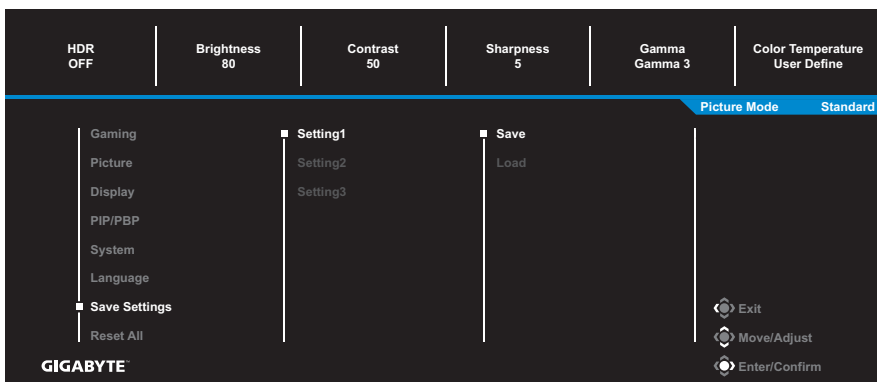 HDR
OFF
Brightness
80
Contrast
50
Sharpness
5
Gamma
Gamma 3
Color Temperature
User Define
Picture Mode Standard
Gaming
Picture
Display
PIP/PBP
System
Language
Save Settings
Reset All
Setting1
Setting2
Setting3
Save
Load
Exit
Move/Adjust
Enter/Confirm
GIGABYTE™